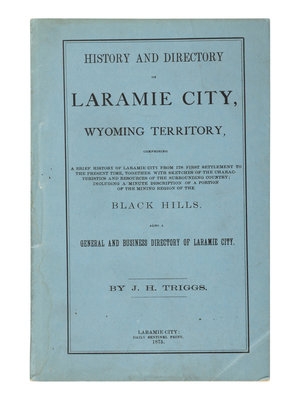 HISTORY AND DIRECTORY
OF
LARAMIE CITY,
WYOMING TERRITORY,
COMPRISING
A BRIEF HISTORY OF LARAMIE CITY FROM ITS FIRST SETTLEMENT TO
THE PRESENT TIME, TOGETHER WITH SKETCHES OF THE CHARAC-
TERISTICS AND RESOURCES OF THE SURROUNDING COUNTRY;
INCLUDING A MINUTE DESCRIPTION OF A PORTION
OF THE MINING REGION OF THE
BLACK HILLS.
ALSO A
GENERAL AND BUSINESS DIRECTORY OF LARAMIE CITY.
BY J. H. TRIGGS.
LARAMIE CITY:
DAILY SENTINEL PRINT,
1875.